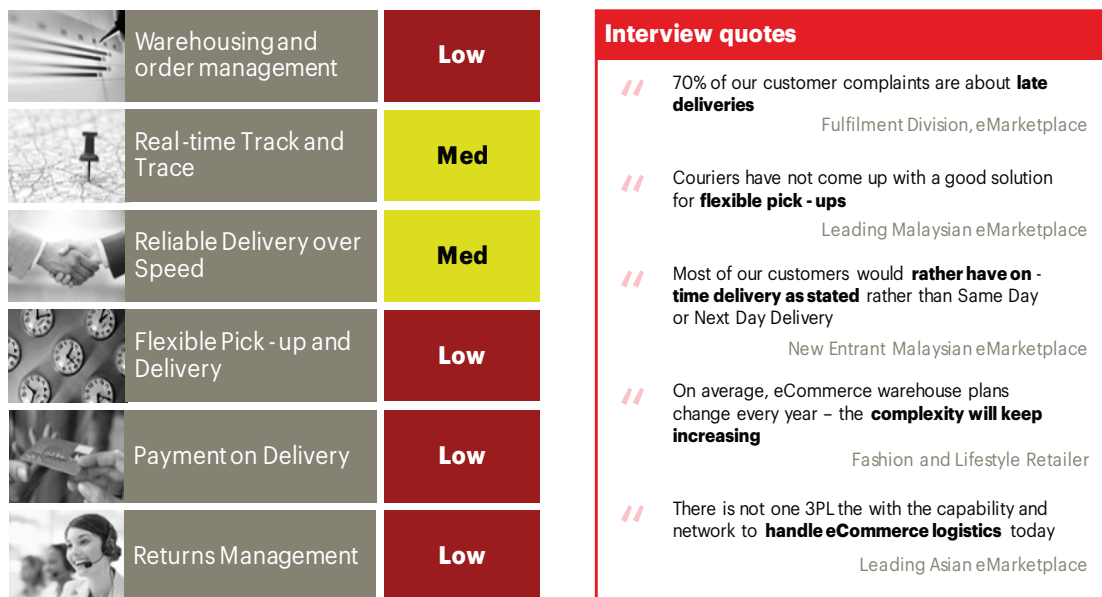 Warehousing and
order management
Low
Real-time Track and
Trace
Med
Reliable Delivery over
Speed
Med
Flexible Pick-up and
Delivery
Low
Payment on Delivery
Low
Returns Management
Low
Interview quotes
70% of our customer complaints are about late
deliveries
Fulfilment Division, eMarketplace
Couriers have not come up with a good solution
for flexible pick-ups
Leading Malaysian eMarketplace
Most of our customers would rather have on-
time delivery as stated rather than Same Day
or Next Day Delivery
New Entrant Malaysian eMarketplace
On average, eCommerce warehouse plans
change every year – the complexity will keep
increasing
Fashion and Lifestyle Retailer
There is not one 3PL the with the capability and
network to handle eCommerce logistics today
Leading Asian eMarketplace